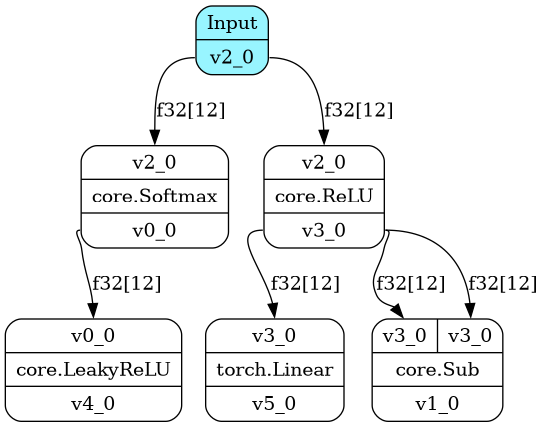 Input
v2_0
f32[12]
f32[12]
v2_0
core.Softmax
v0_0
v2_0
core.ReLU
v3_0
f32[12]
f32[12]
f32[12]
f32[12]
v0_0
core.LeakyReLU
v4_0
v3_0
torch.Linear
v5_0
v3_0 v3_0
core.Sub
v1_0